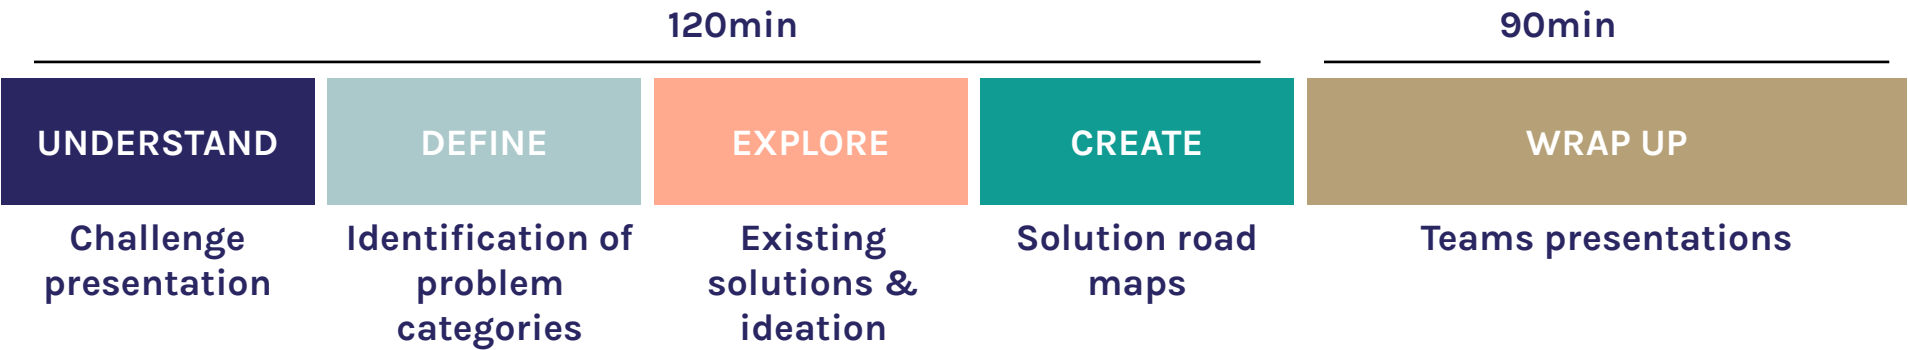 120min
90min
UNDERSTAND
DEFINE
EXPLORE
CREATE
WRAP UP
Challenge
presentation
Identification of
problem
categories
Existing
solutions &
ideation
Solution road
maps
Teams presentations